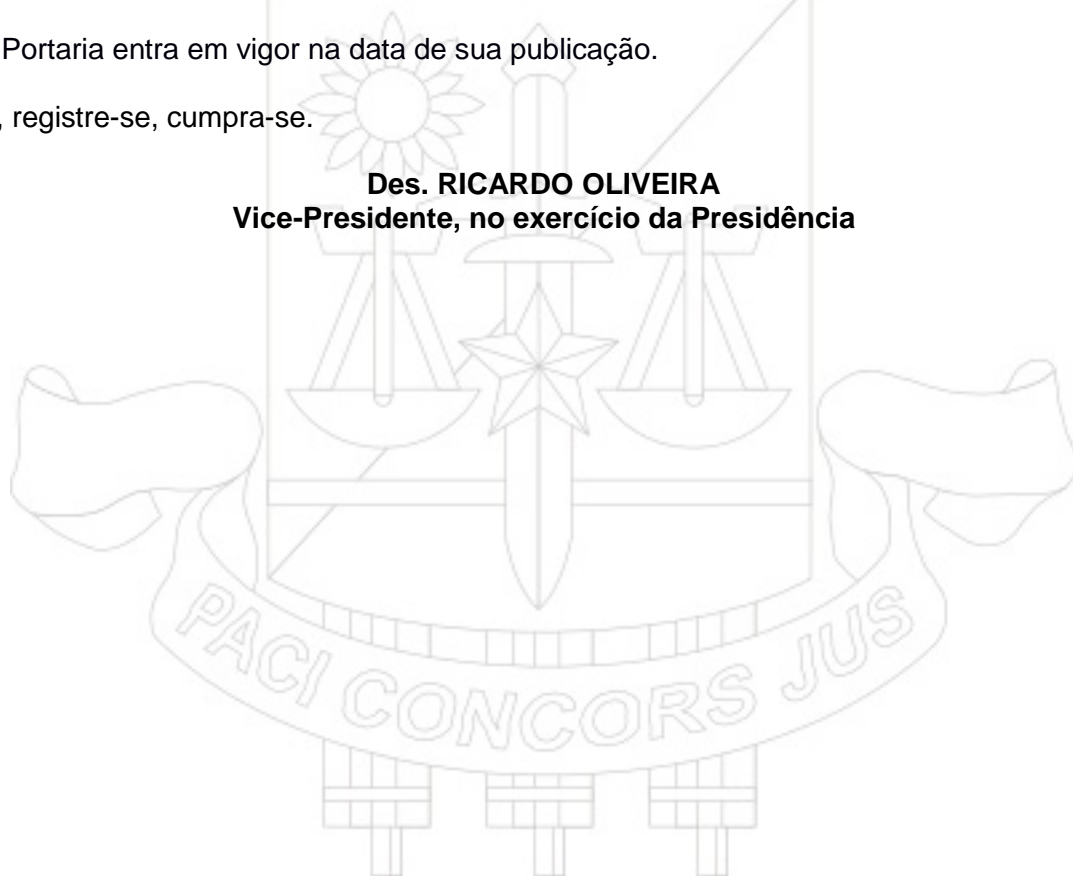 Portaria entra em vigor na data de sua publicação.
, registre-se, cumpra-se.
Des. RICARDO OLIVEIRA
Vice-Presidente, no exercício da Presidência
PACI CONCORS JUS